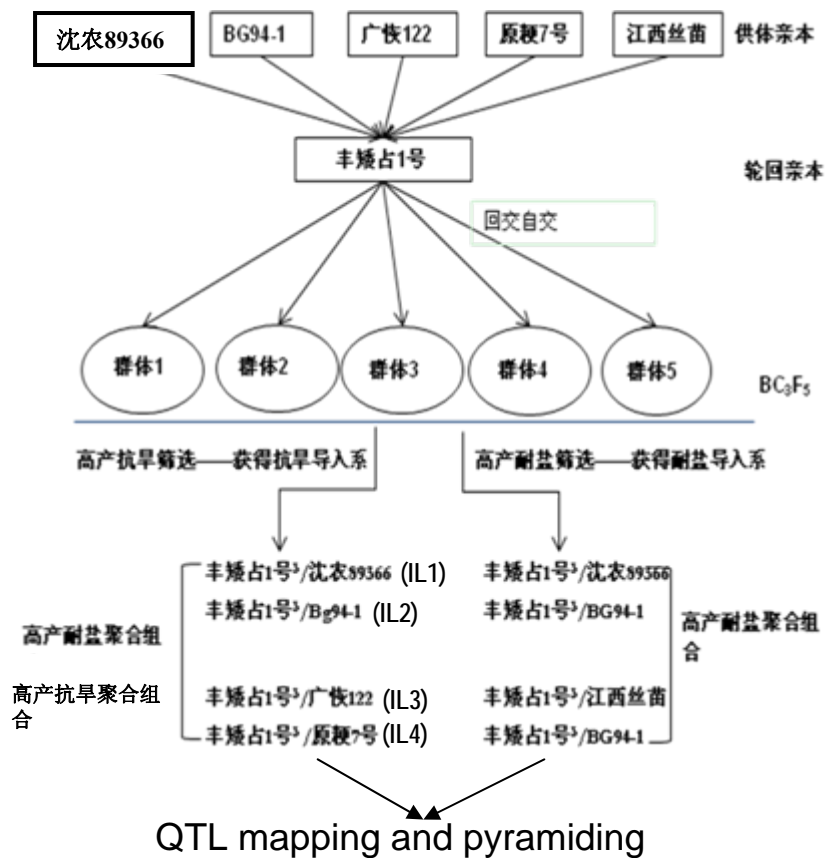 沈农89366 BG94-1 广恢122 原粳7号 江西丝苗 供体亲本
丰矮占1号
轮回亲本
回交自交
群体1 群体2 群体3 群体4 群体5
BC₃F₅
高产抗旱筛选——获得抗旱导入系 高产耐盐筛选——获得耐盐导入系
丰矮占1号³/沈农89366 (IL1) 丰矮占1号³/沈农89366
丰矮占1号³/Bg94-1 (IL2) 丰矮占1号³/BG94-1
高产耐盐聚合组
高产耐盐聚合组
合
高产抗旱聚合组
合
丰矮占1号³/广恢122 (IL3) 丰矮占1号³/江西丝苗
丰矮占1号³/原粳7号 (IL4) 丰矮占1号³/BG94-1
QTL mapping and pyramiding